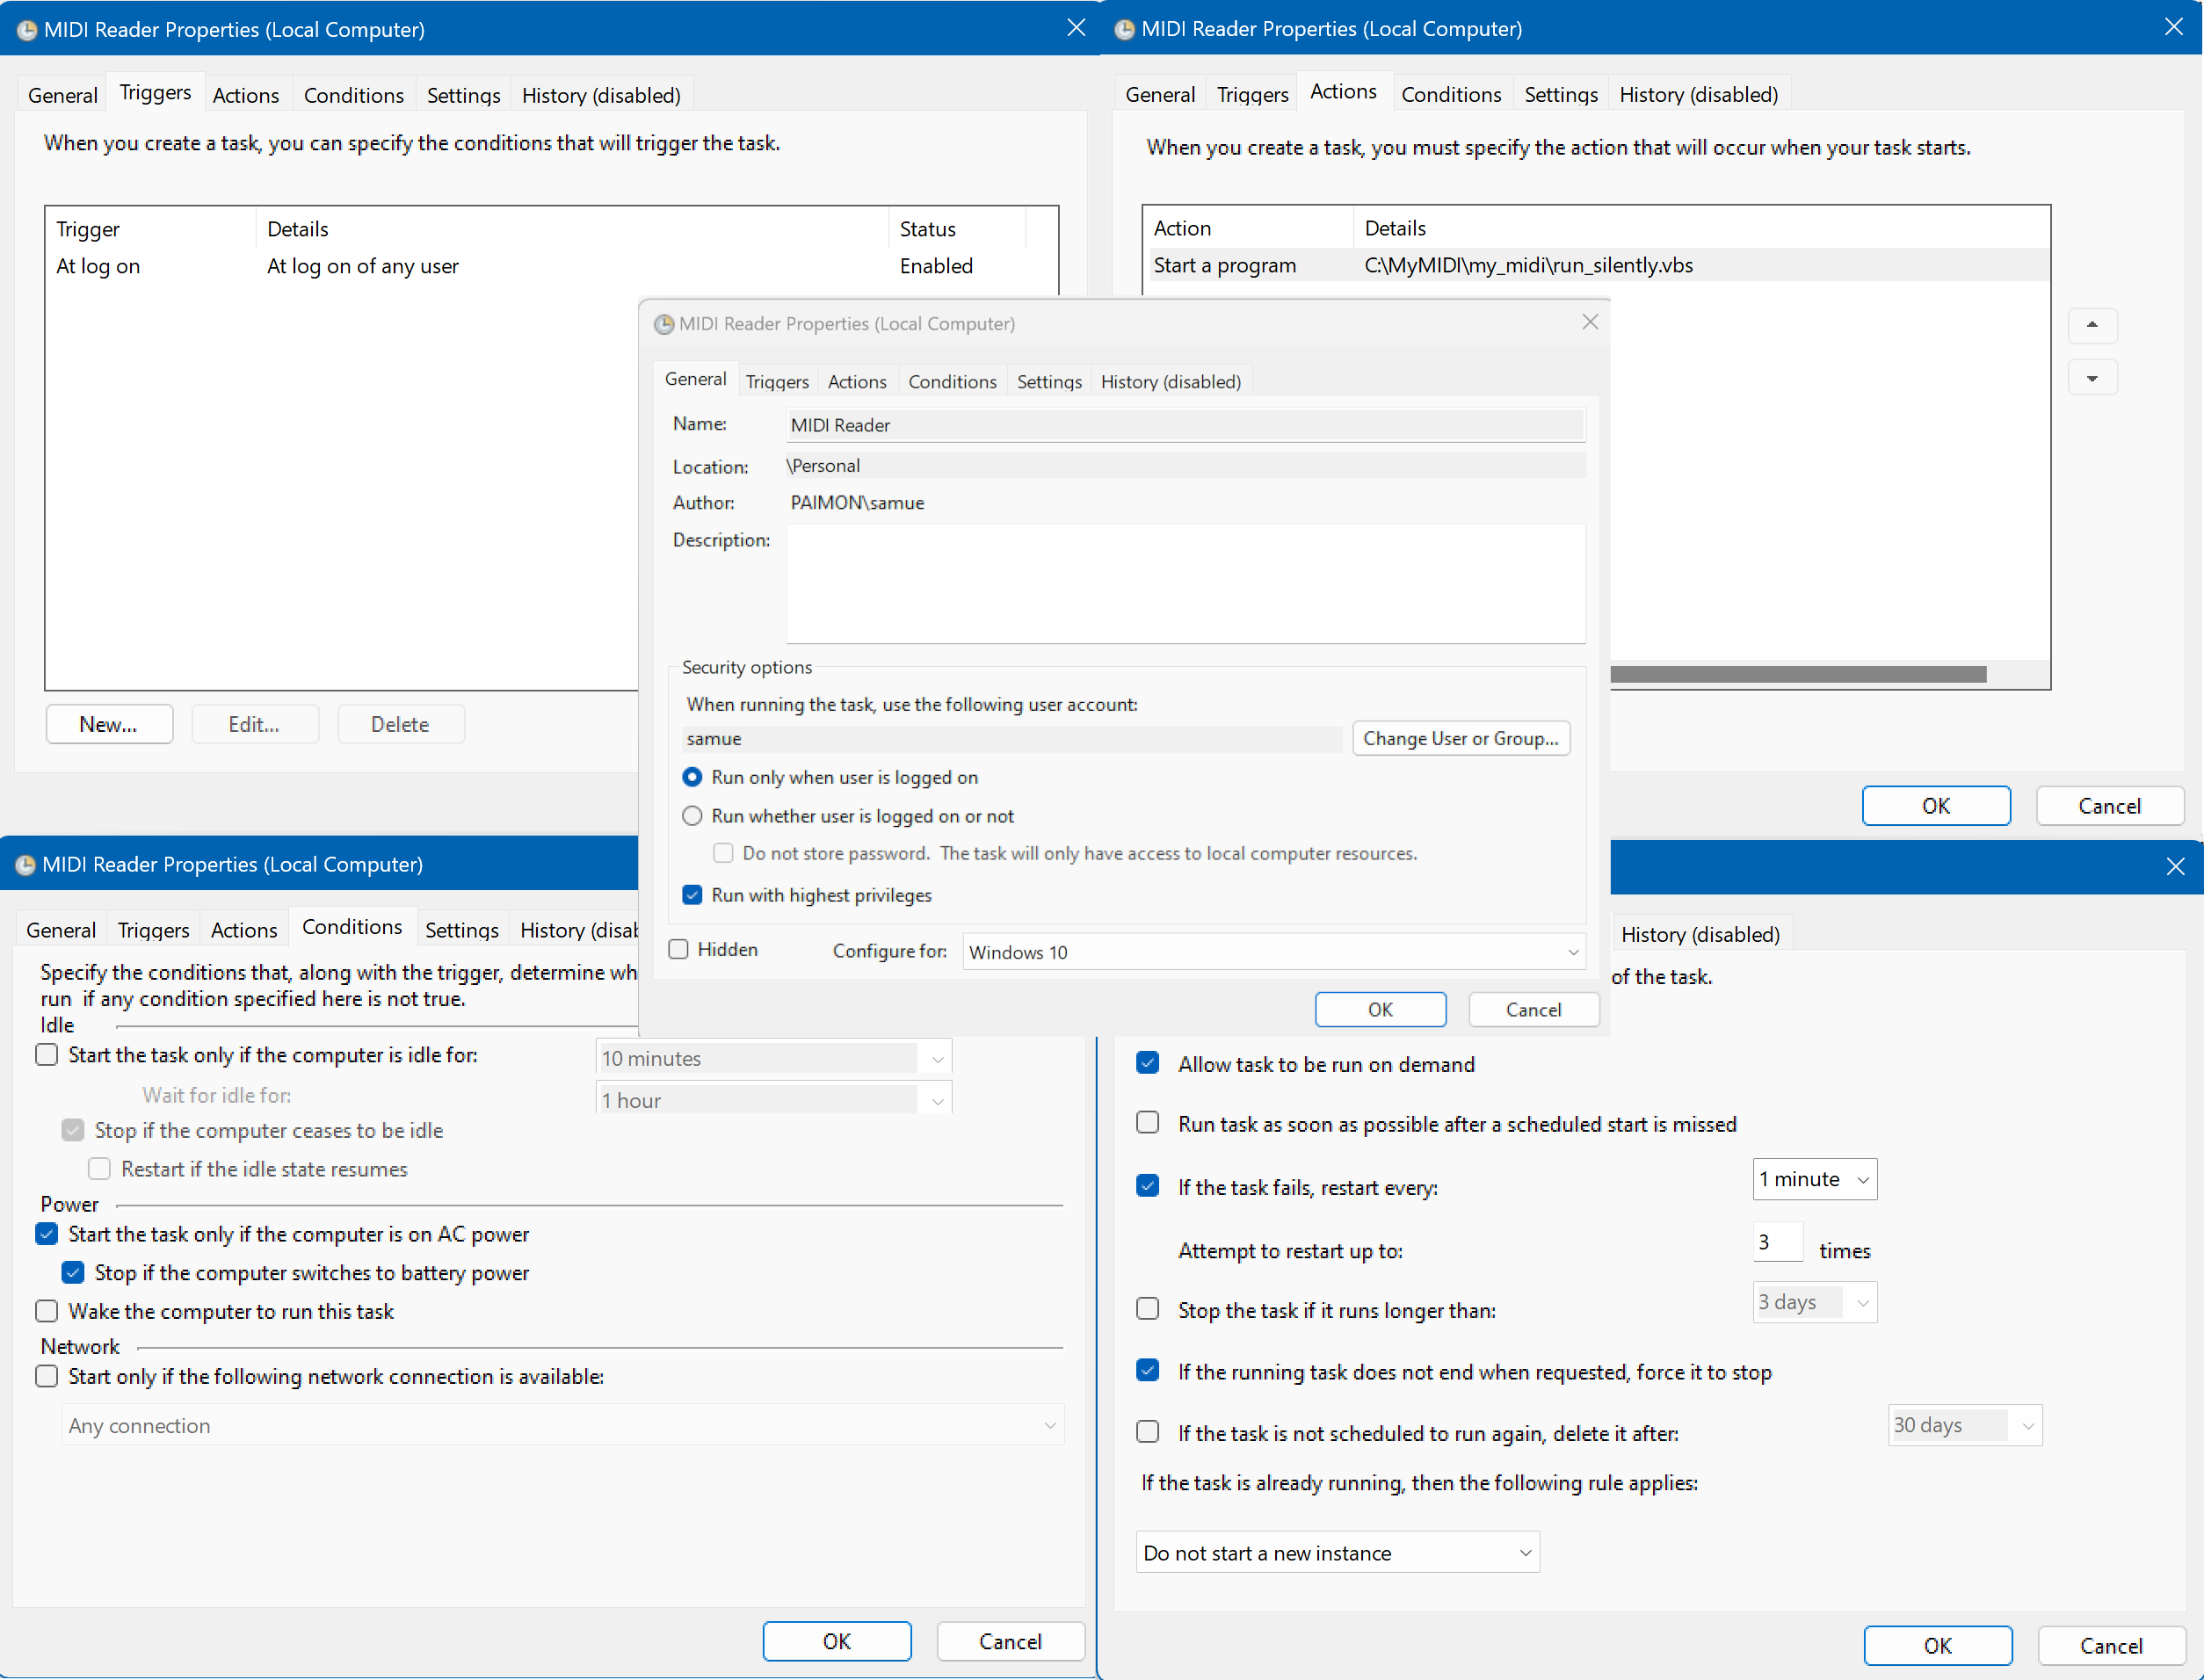 MIDI Reader Properties (Local Computer)
General Triggers Actions Conditions Settings History (disabled)
When you create a task, you can specify the conditions that will trigger the task.
Trigger Details Status
At log on At log on of any user Enabled
New... Edit... Delete
MIDI Reader Properties (Local Computer)
General Triggers Actions Conditions Settings History (disabled)
When you create a task, you must specify the action that will occur when your task starts.
Action Details
Start a program C:\MyMIDI\my_midi\run_silently.vbs
OK Cancel
MIDI Reader Properties (Local Computer)
General Triggers Actions Conditions Settings History (disabled)
Name: MIDI Reader
Location: \Personal
Author: PAIMON\samue
Description:
Security options
When running the task, use the following user account:
samue Change User or Group...
Run only when user is logged on
Run whether user is logged on or not
Do not store password. The task will only have access to local computer resources.
Run with highest privileges
Hidden Configure for: Windows 10
OK Cancel
MIDI Reader Properties (Local Computer)
General Triggers Actions Conditions Settings History (disab
Specify the conditions that, along with the trigger, determine wh
run if any condition specified here is not true.
Idle
Start the task only if the computer is idle for: 10 minutes
Wait for idle for: 1 hour
Stop if the computer ceases to be idle
Restart if the idle state resumes
Power
Start the task only if the computer is on AC power
Stop if the computer switches to battery power
Wake the computer to run this task
Network
Start only if the following network connection is available:
Any connection
OK Cancel
History (disabled)
of the task.
Allow task to be run on demand
Run task as soon as possible after a scheduled start is missed
If the task fails, restart every: 1 minute
Attempt to restart up to: 3 times
Stop the task if it runs longer than: 3 days
If the running task does not end when requested, force it to stop
If the task is not scheduled to run again, delete it after: 30 days
If the task is already running, then the following rule applies:
Do not start a new instance
OK Cancel